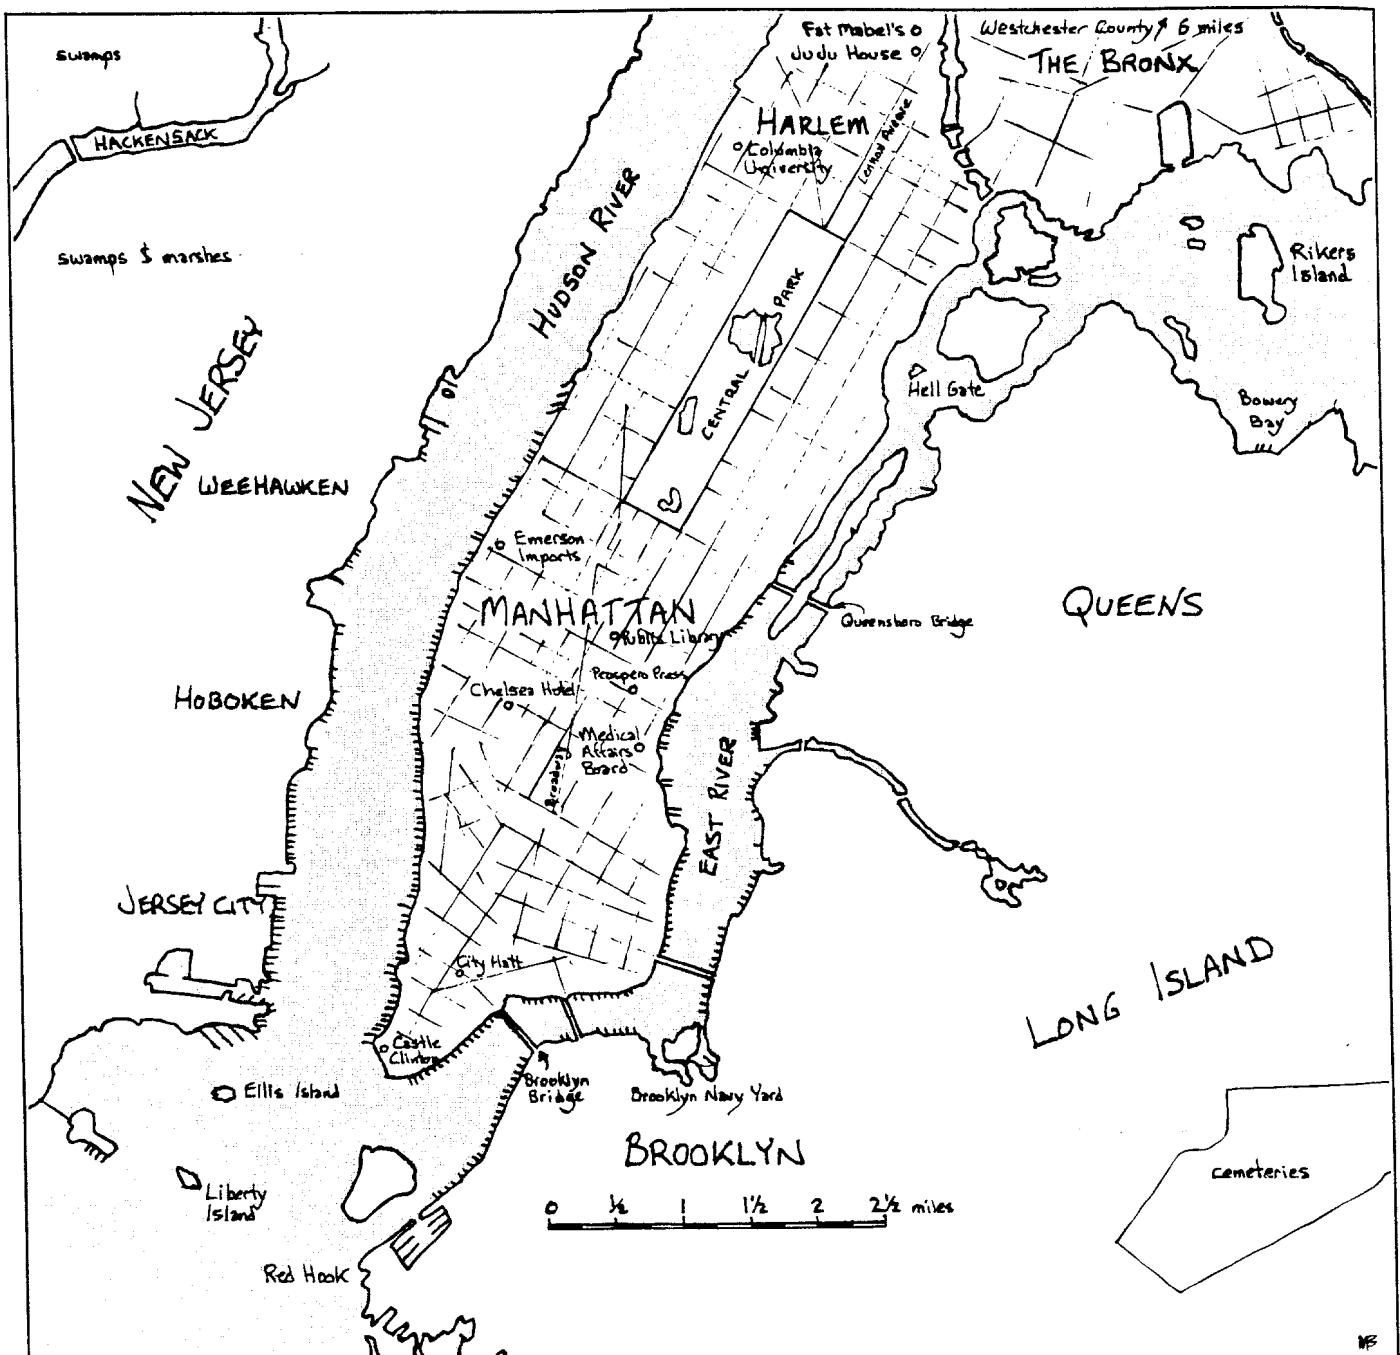 Fat Mabel's
Westchester County 6 miles
swamps
JuJu House
THE BRONX
HARLEM
HACKENSACK
Columbia
University
Lennox Avenue
swamps & marshes
HUDSON RIVER
Rikers
Island
CENTRAL PARK
NEW JERSEY
Hell Gate
Bowery
Bay
WEEHAWKEN
Emerson
Imports
MANHATTAN
QUEENS
Public Library
Queensboro Bridge
Prospero Press
Chelsea Hotel
HOBOKEN
Medical
Affairs
Board
Broadway
EAST RIVER
JERSEY CITY
City Hall
LONG ISLAND
Castle
Clinton
Ellis Island
Brooklyn
Bridge
Brooklyn Navy Yard
BROOKLYN
cemeteries
Liberty
Island
0 ½ 1 1½ 2 2½ miles
Red Hook
MB